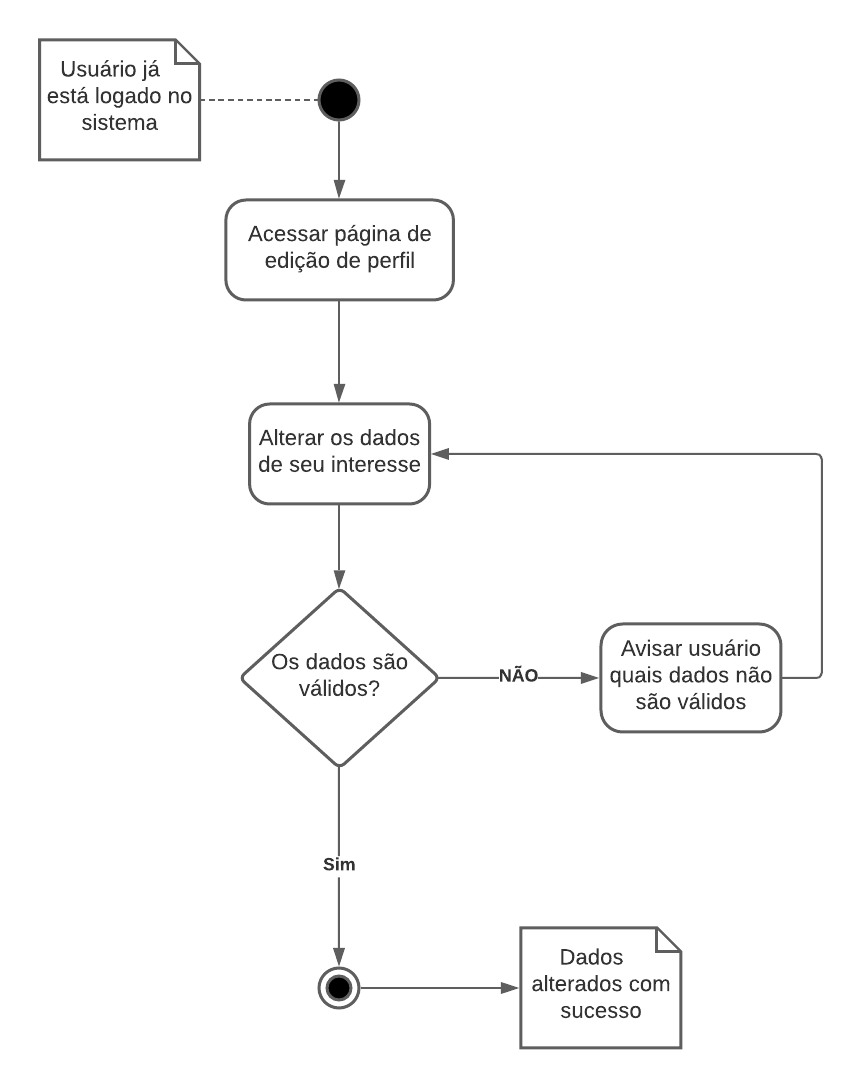 Usuário já
está logado no
sistema
Acessar página de
edição de perfil
Alterar os dados
de seu interesse
Os dados são
válidos?
NÃO
Avisar usuário
quais dados não
são válidos
Sim
Dados
alterados com
sucesso